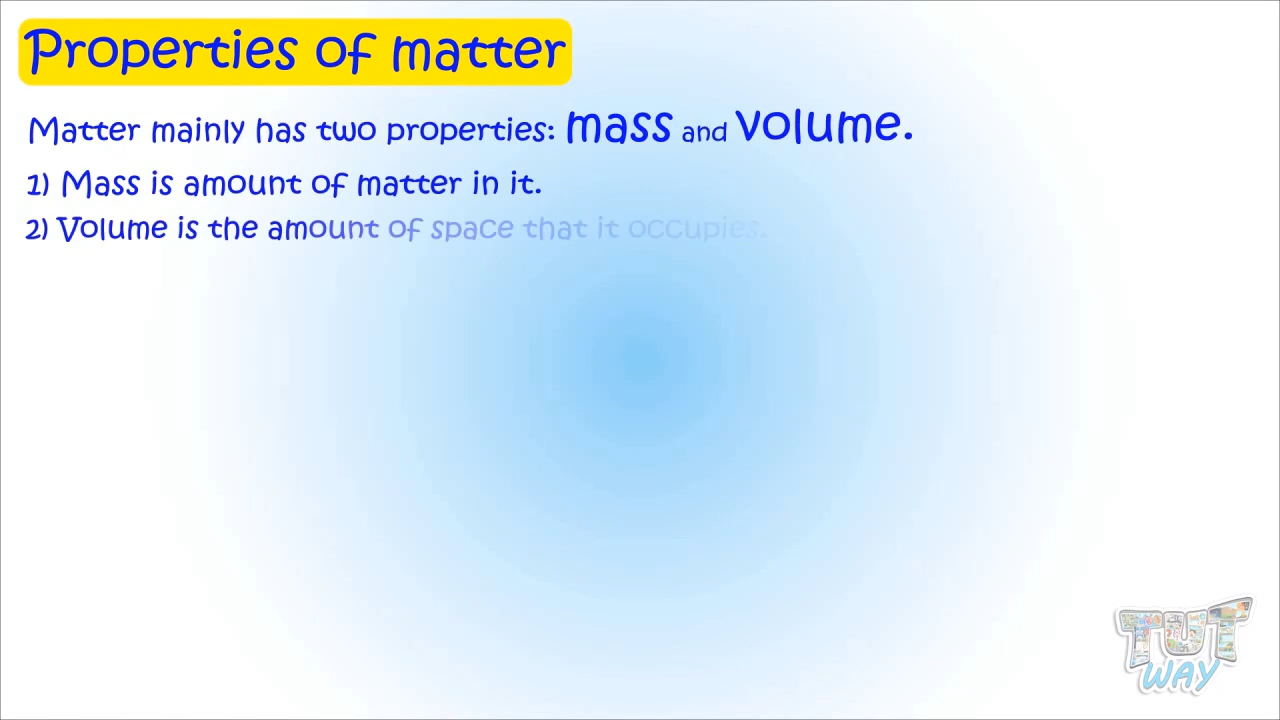 Properties of matter
Matter mainly has two properties: mass and volume.
1) Mass is amount of matter in it.
2) Volume is the amount of space that it occupies.
TUT
WAY